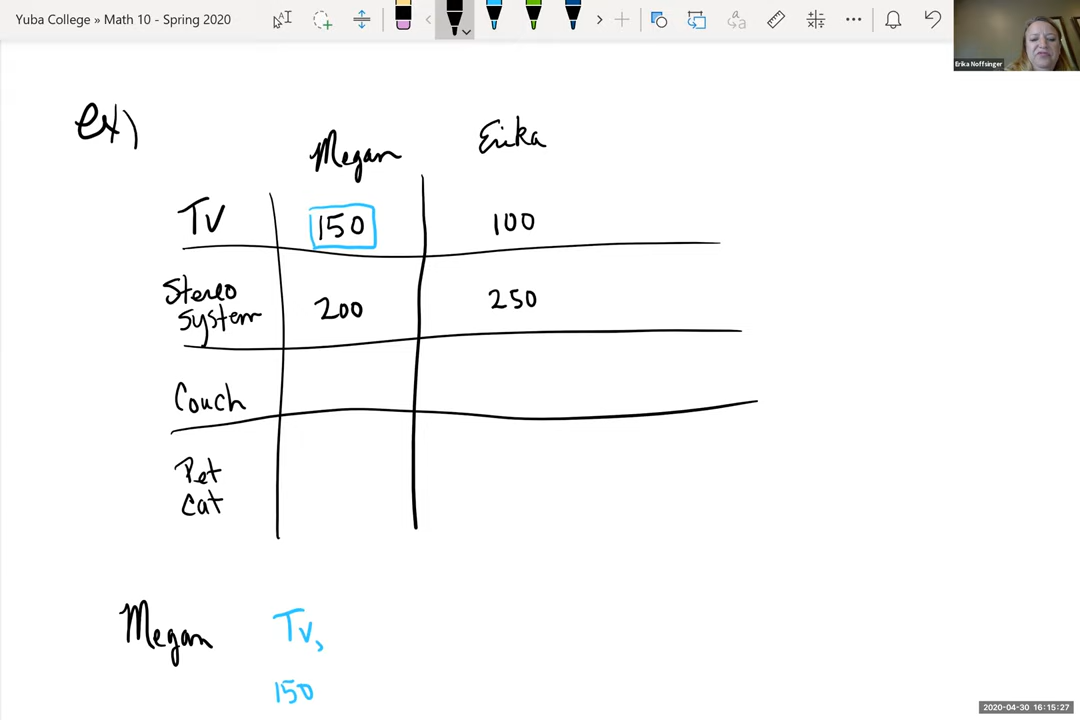 Yuba College » Math 10 - Spring 2020
Erika Noffsinger
ex)
Megan Erika
TV 150 100
Stereo
System 200 250
Couch
Pet
Cat
Megan TV,
150
2020-04-30 16:15:27